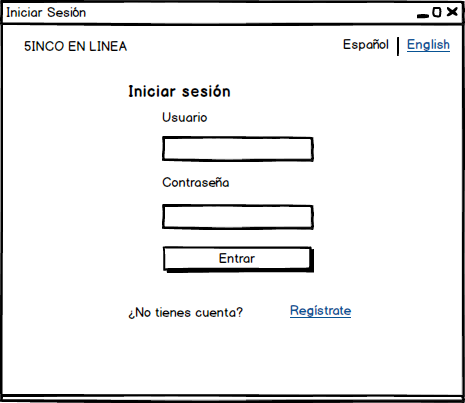 Iniciar Sesión
5INCO EN LINEA
Español English
Iniciar sesión
Usuario
Contraseña
Entrar
¿No tienes cuenta? Regístrate